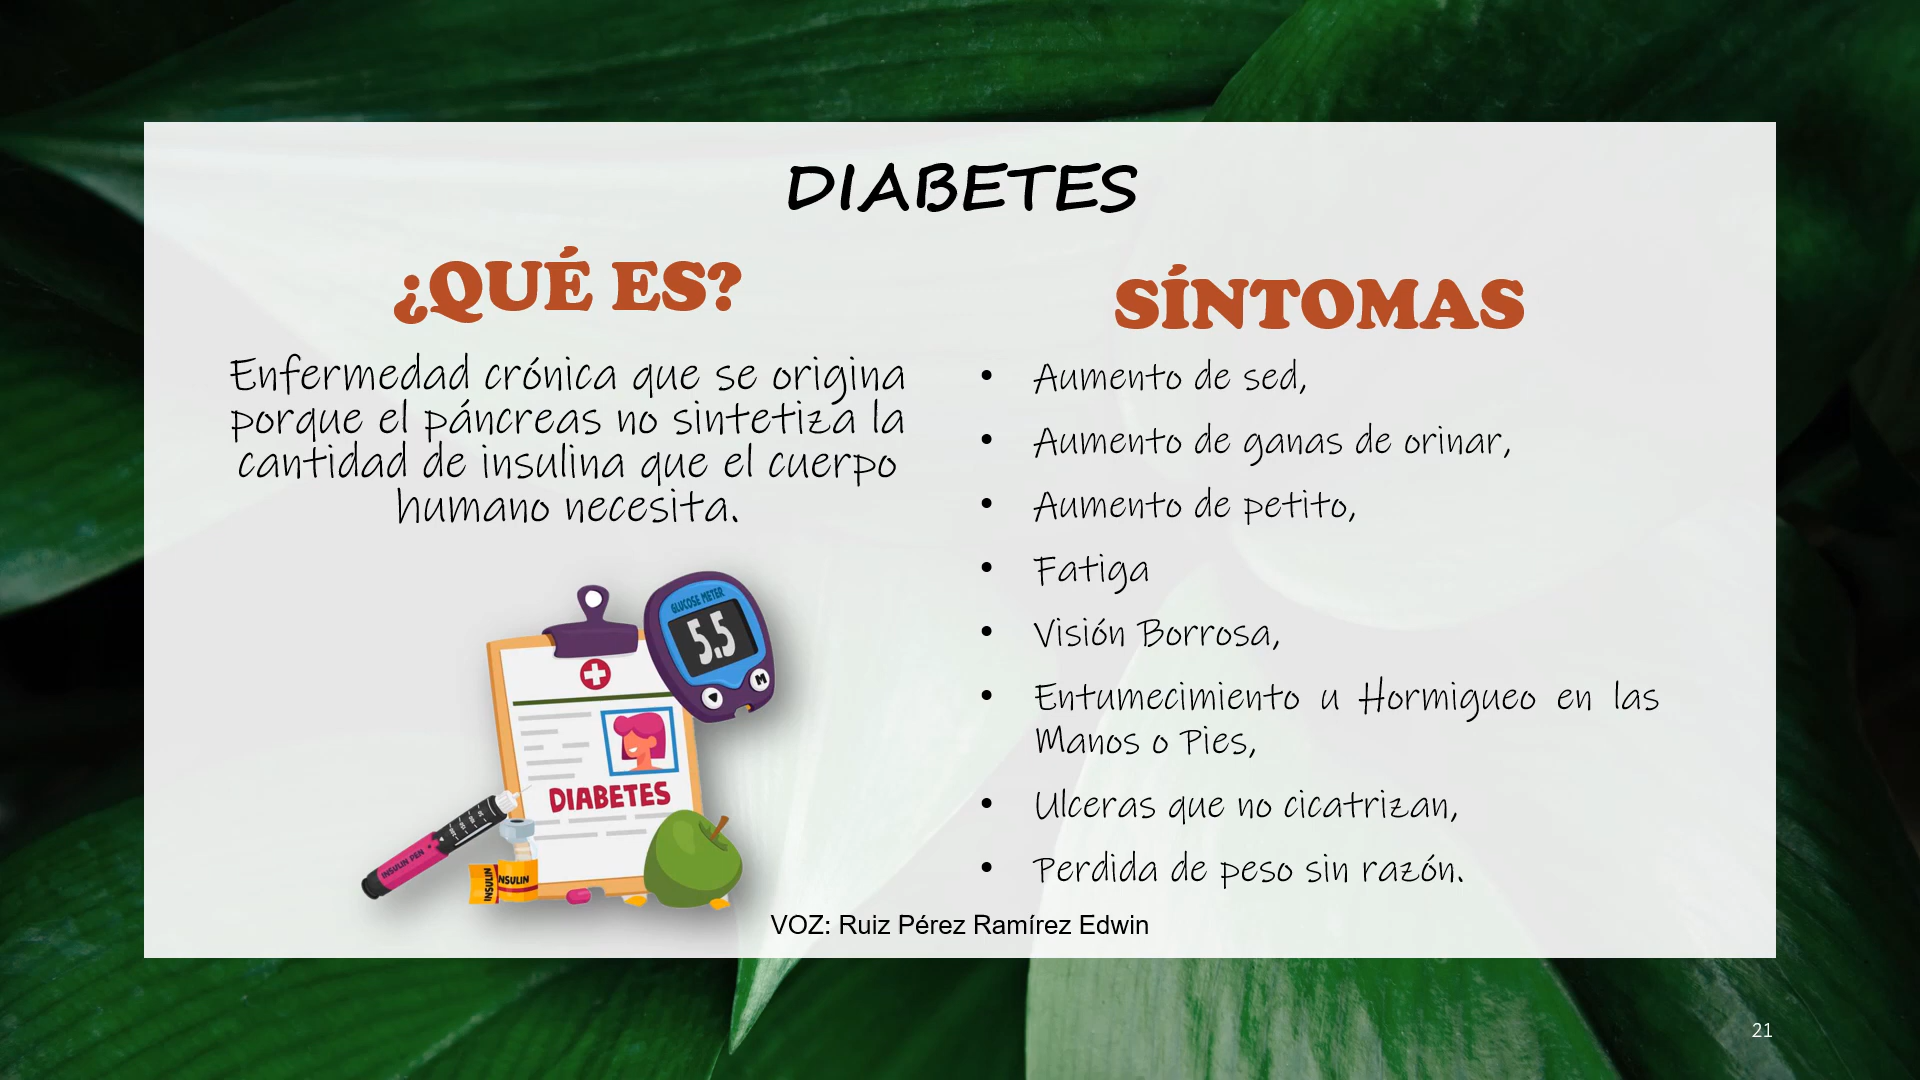 DIABETES
¿QUÉ ES?
Enfermedad crónica que se origina
porque el páncreas no sintetiza la
cantidad de insulina que el cuerpo
humano necesita.
GLUCOSE METER
5.5
M
DIABETES
INSULIN PEN
INSULIN
INSULIN
SÍNTOMAS
• Aumento de sed,
• Aumento de ganas de orinar,
• Aumento de petito,
• Fatiga
• Visión Borrosa,
• Entumecimiento u Hormigueo en las
Manos o Pies,
• Ulceras que no cicatrizan,
• Perdida de peso sin razón.
VOZ: Ruiz Pérez Ramírez Edwin
21